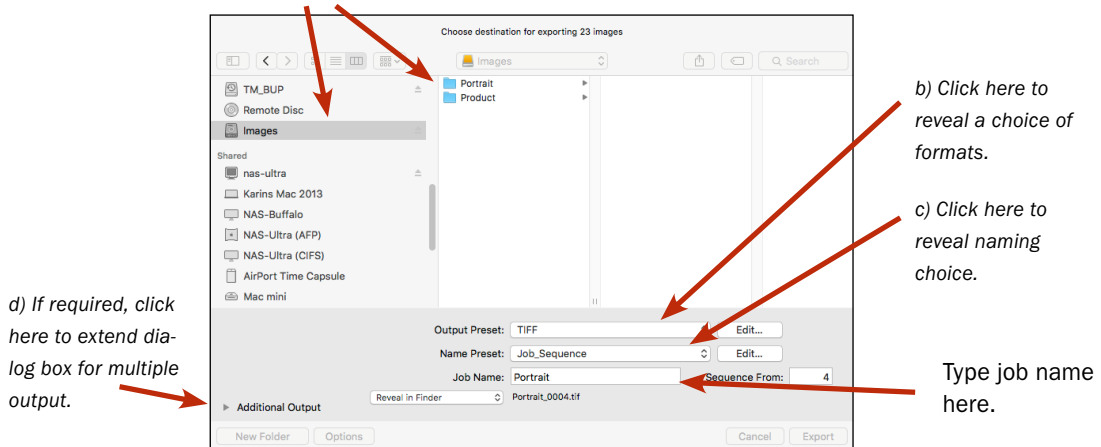 Choose destination for exporting 23 images
Images
Search
TM_BUP
Remote Disc
Images
Shared
nas-ultra
Karins Mac 2013
NAS-Buffalo
NAS-Ultra (AFP)
NAS-Ultra (CIFS)
AirPort Time Capsule
Mac mini
Portrait
Product
b) Click here to
reveal a choice of
formats.
c) Click here to
reveal naming
choice.
d) If required, click
here to extend dia-
log box for multiple
output.
Output Preset: TIFF Edit...
Name Preset: Job_Sequence Edit...
Job Name: Portrait Sequence From: 4
Reveal in Finder Portrait_0004.tif
Additional Output
Type job name
here.
New Folder Options Cancel Export